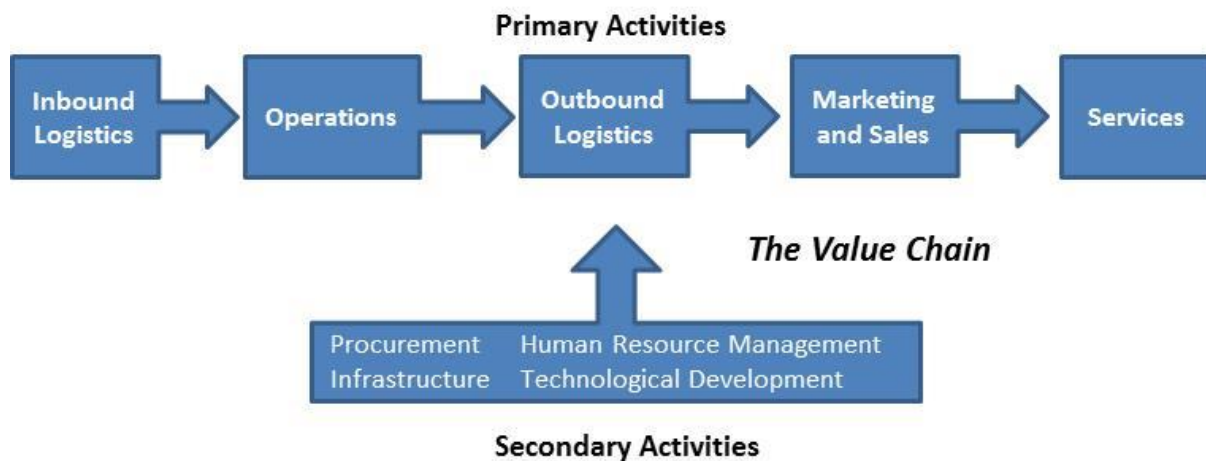 Primary Activities
Inbound
Logistics
Operations
Outbound
Logistics
Marketing
and Sales
Services
The Value Chain
Procurement Human Resource Management
Infrastructure Technological Development
Secondary Activities